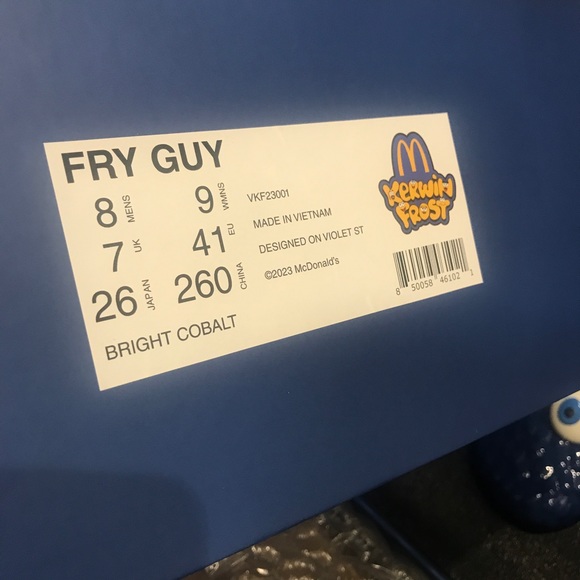 FRY GUY
8 MENS 9 WMNS
7 UK 41 EU
26 JAPAN 260 CHINA
BRIGHT COBALT
VKF23001
MADE IN VIETNAM
DESIGNED ON VIOLET ST
©2023 McDonald's
KERWIN
FROST
8 50058 46102 1